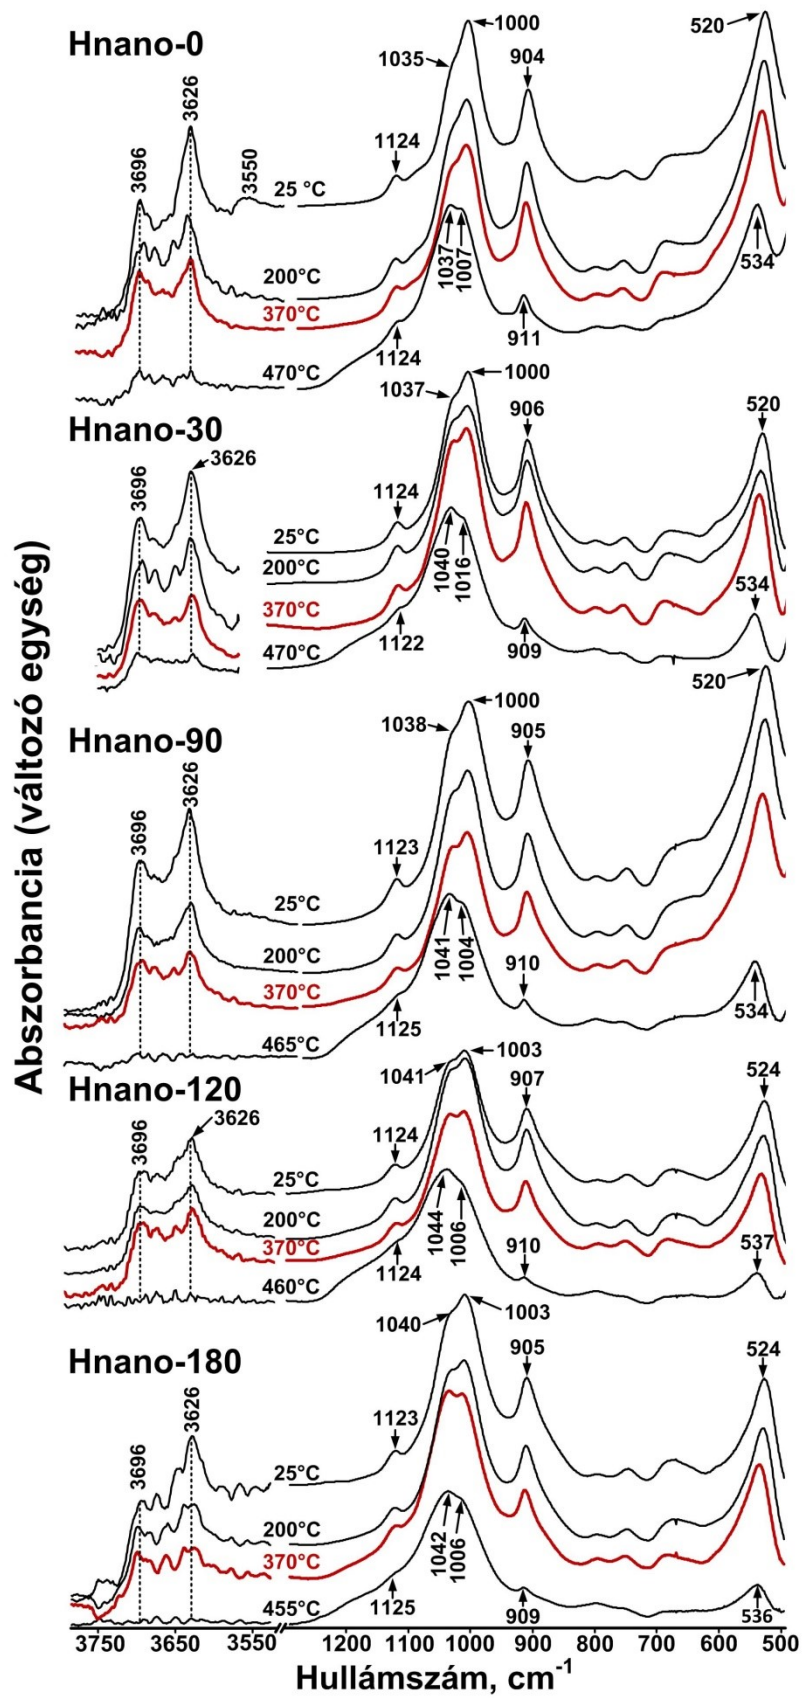 Abszorbancia (változó egység)
Hnano-0
3696
3626
3550
25 °C
200°C
370°C
470°C
1124
1035
1000
904
520
1037
1007
1124
911
534
Hnano-30
3696
3626
25°C
200°C
370°C
470°C
1124
1037
1000
906
520
1040
1016
1122
909
534
Hnano-90
3696
3626
25°C
200°C
370°C
465°C
1123
1038
1000
905
520
1041
1004
1125
910
534
Hnano-120
3696
3626
25°C
200°C
370°C
460°C
1124
1041
1003
907
524
1044
1006
1124
910
537
Hnano-180
3696
3626
25°C
200°C
370°C
455°C
1123
1040
1003
905
524
1042
1006
1125
909
536
3750 3650 3550 1200 1100 1000 900 800 700 600 500
Hullámszám, cm⁻¹